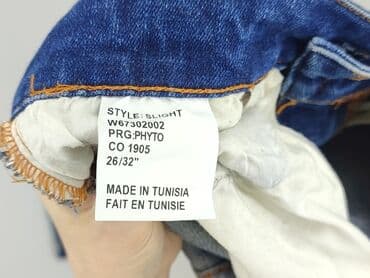 STYLE: SLIGHT
W67302002
PRG:PHYTO
CO 1905
26/32"
MADE IN TUNISIA
FAIT EN TUNISIE